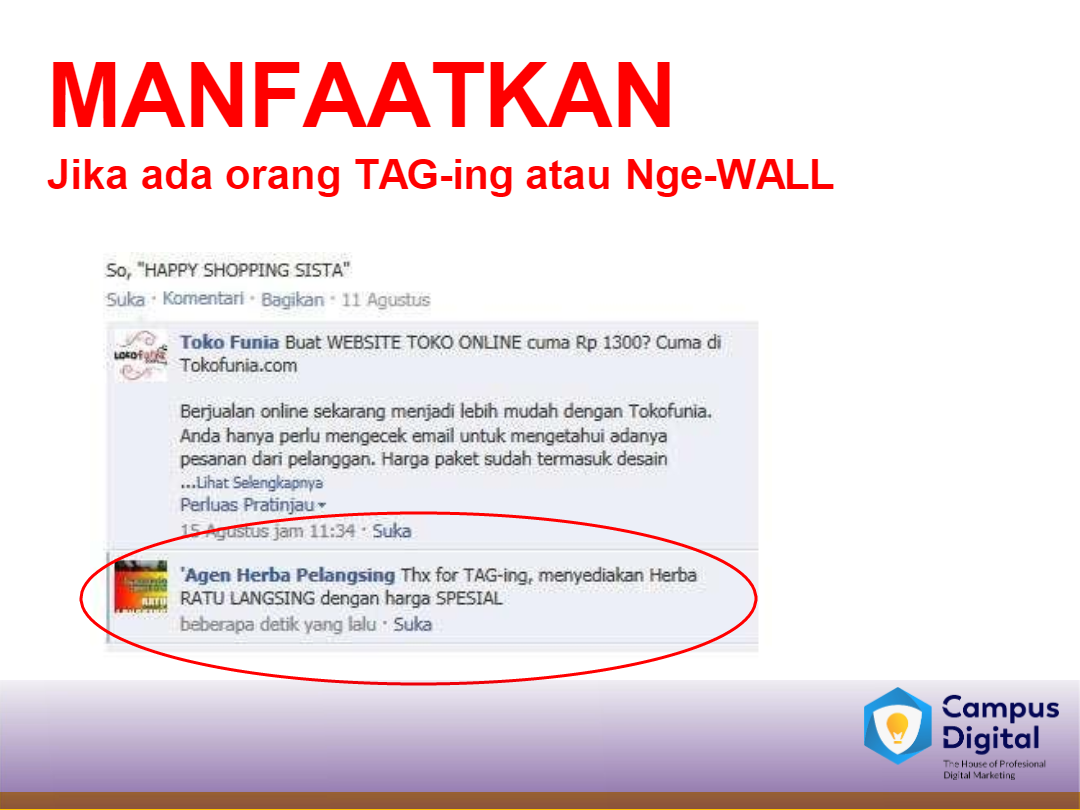 MANFAATKAN
Jika ada orang TAG-ing atau Nge-WALL
So, "HAPPY SHOPPING SISTA"
Suka · Komentari · Bagikan · 11 Agustus
Toko Funia Buat WEBSITE TOKO ONLINE cuma Rp 1300? Cuma di
Tokofunia.com
Berjualan online sekarang menjadi lebih mudah dengan Tokofunia.
Anda hanya perlu mengecek email untuk mengetahui adanya
pesanan dari pelanggan. Harga paket sudah termasuk desain
...Lihat Selengkapnya
Perluas Pratinjau
15 Agustus jam 11:34 · Suka
'Agen Herba Pelangsing Thx for TAG-ing, menyediakan Herba
RATU LANGSING dengan harga SPESIAL
beberapa detik yang lalu · Suka
Campus
Digital
The House of Profesional
Digital Marketing